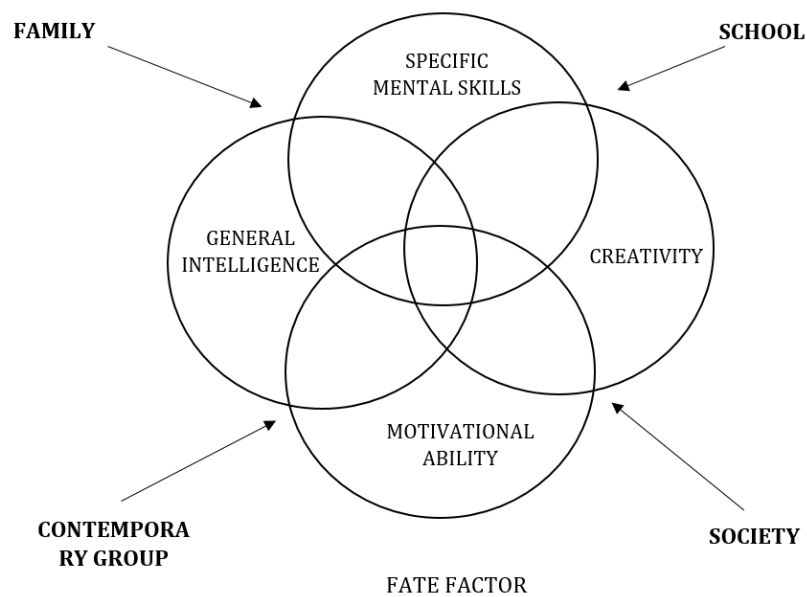 FAMILY
SCHOOL
SPECIFIC
MENTAL SKILLS
GENERAL
INTELLIGENCE
CREATIVITY
MOTIVATIONAL
ABILITY
CONTEMPORA
RY GROUP
SOCIETY
FATE FACTOR